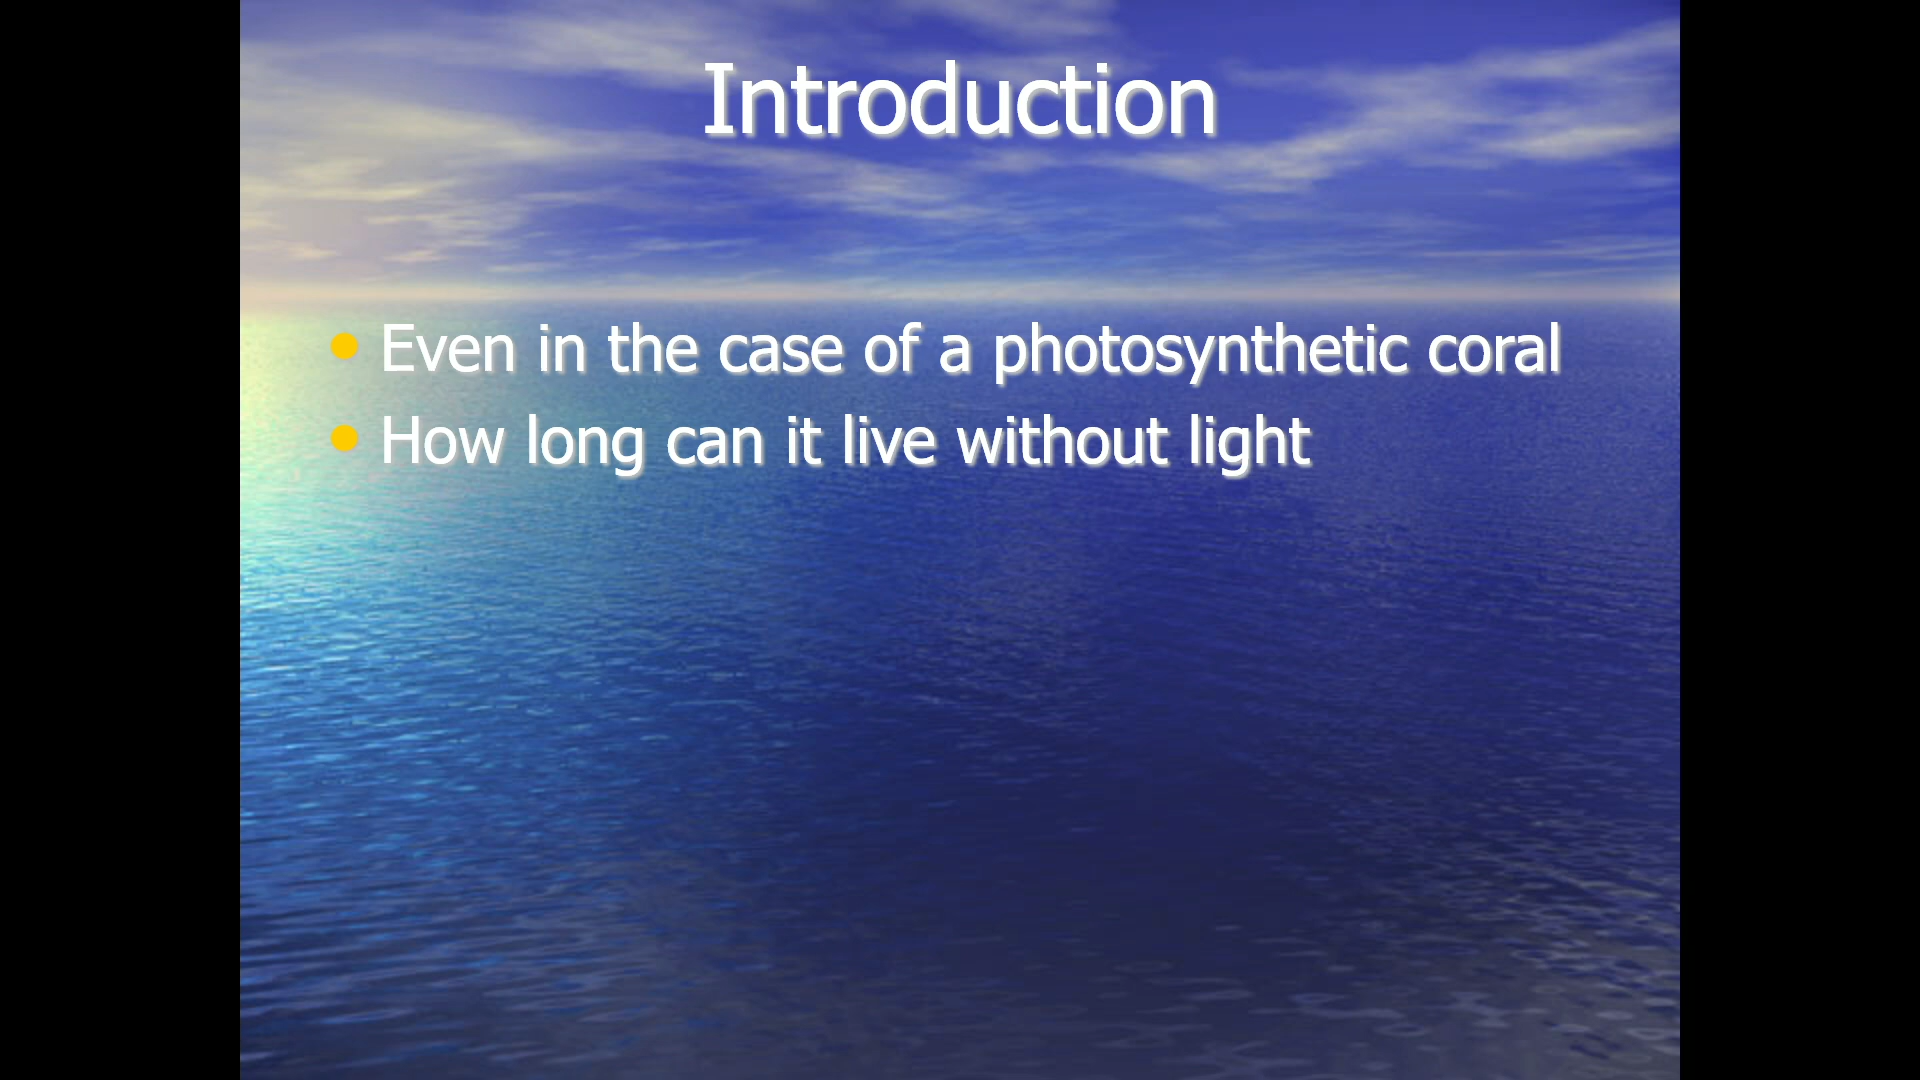 Introduction
Even in the case of a photosynthetic coral
How long can it live without light